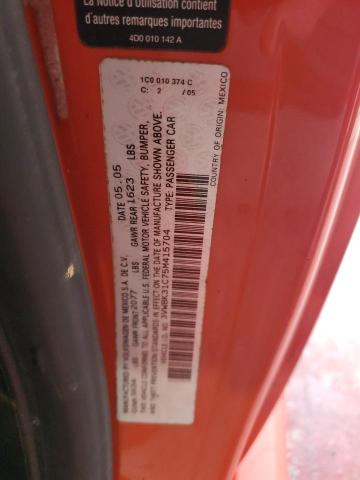 La Notice d'Utilisation contient
d'autres remarques importantes
4D0 010 142 A
1C0 010 374 C
C: 2 / 05
MANUFACTURED BY VOLKSWAGEN DE MEXICO S.A. DE C.V. DATE 05.05
LBS GAWR FRONT 2077 LBS GAWR REAR 1623 LBS
CONFORMS TO ALL APPLICABLE U.S. FEDERAL MOTOR VEHICLE SAFETY, BUMPER,
AND THEFT PREVENTION STANDARDS IN EFFECT ON THE DATE OF MANUFACTURE SHOWN ABOVE.
VEHICLE I.D. NO. 3VWBK31C75M415704 TYPE: PASSENGER CAR
COUNTRY OF ORIGIN: MEXICO